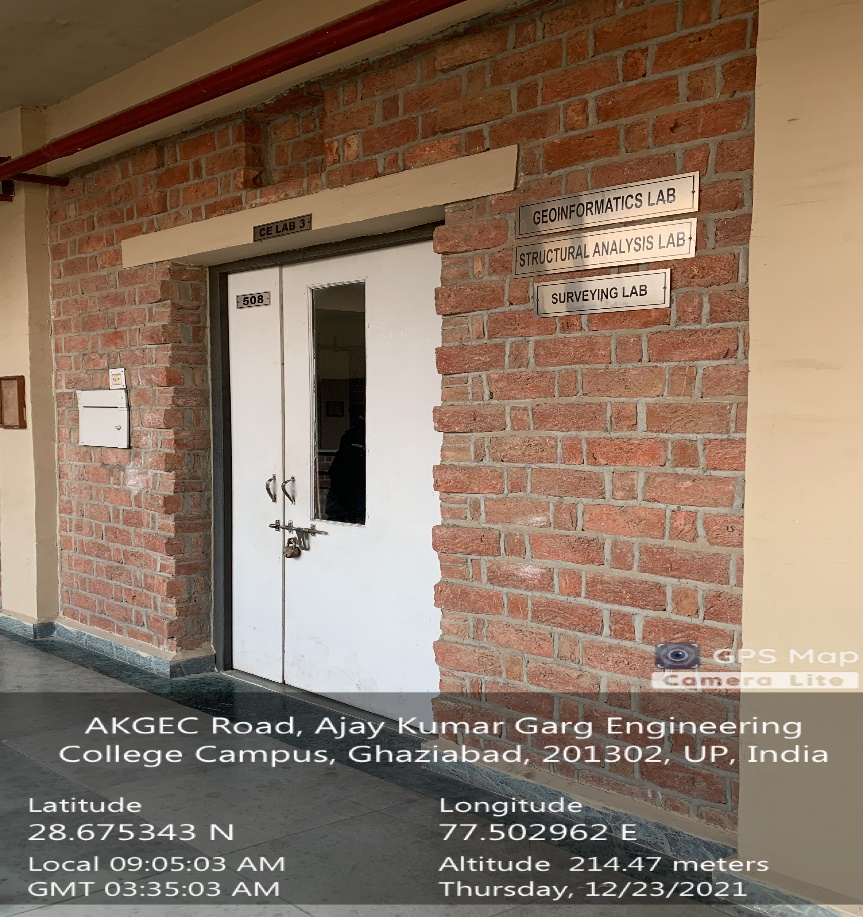 CE LAB 3
508
GEOINFORMATICS LAB
STRUCTURAL ANALYSIS LAB
SURVEYING LAB
GPS Map
Camera Lite
AKGEC Road, Ajay Kumar Garg Engineering
College Campus, Ghaziabad, 201302, UP, India
Latitude
28.675343 N
Longitude
77.502962 E
Local 09:05:03 AM
GMT 03:35:03 AM
Altitude 214.47 meters
Thursday, 12/23/2021